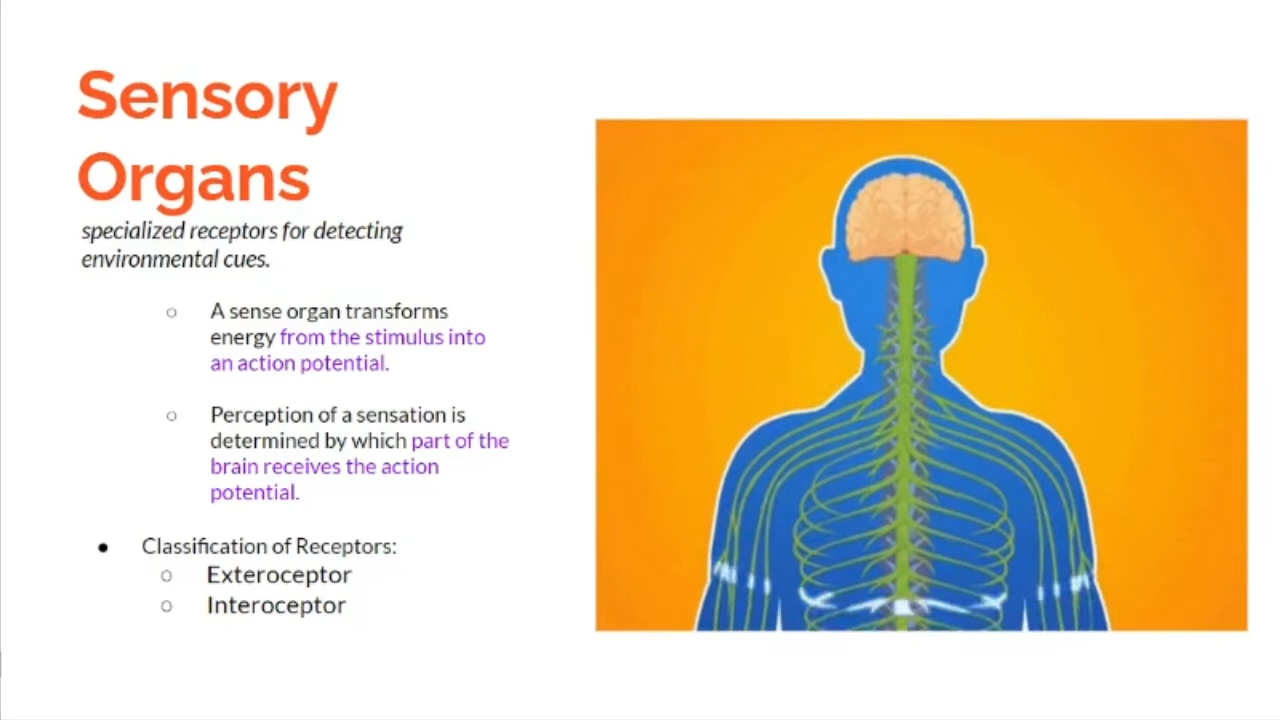 Sensory
Organs
specialized receptors for detecting
environmental cues.
○ A sense organ transforms
energy from the stimulus into
an action potential.
○ Perception of a sensation is
determined by which part of the
brain receives the action
potential.
● Classification of Receptors:
○ Exteroceptor
○ Interoceptor